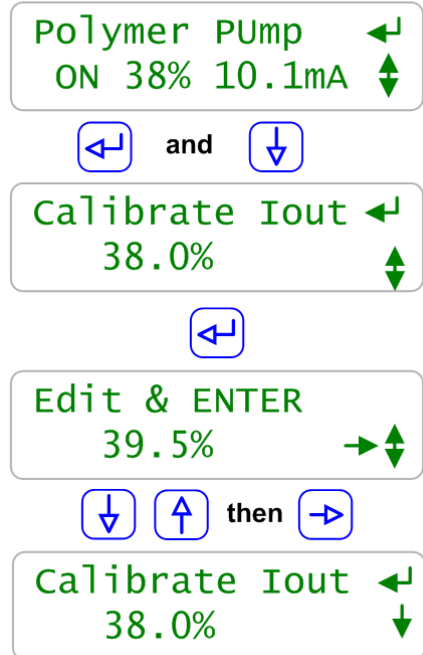 Polymer PUmp
ON 38% 10.1mA
and
Calibrate Iout
38.0%
Edit & ENTER
39.5%
then
Calibrate Iout
38.0%